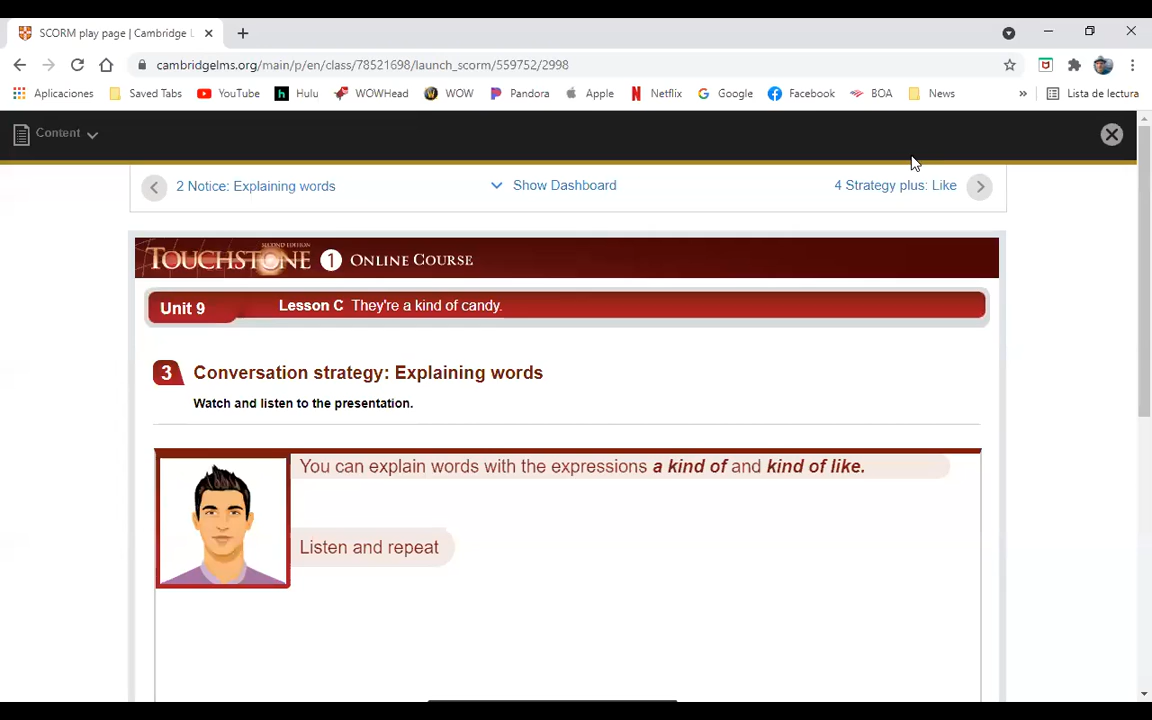 SCORM play page | Cambridge L
cambridgelms.org/main/p/en/class/78521698/launch_scorm/559752/2998
Aplicaciones Saved Tabs YouTube Hulu WOWHead WOW Pandora Apple Netflix Google Facebook BOA News » Lista de lectura
Content
2 Notice: Explaining words Show Dashboard 4 Strategy plus: Like
SECOND EDITION
TOUCHSTONE 1 ONLINE COURSE
Unit 9 Lesson C They're a kind of candy.
3 Conversation strategy: Explaining words
Watch and listen to the presentation.
You can explain words with the expressions a kind of and kind of like.
Listen and repeat